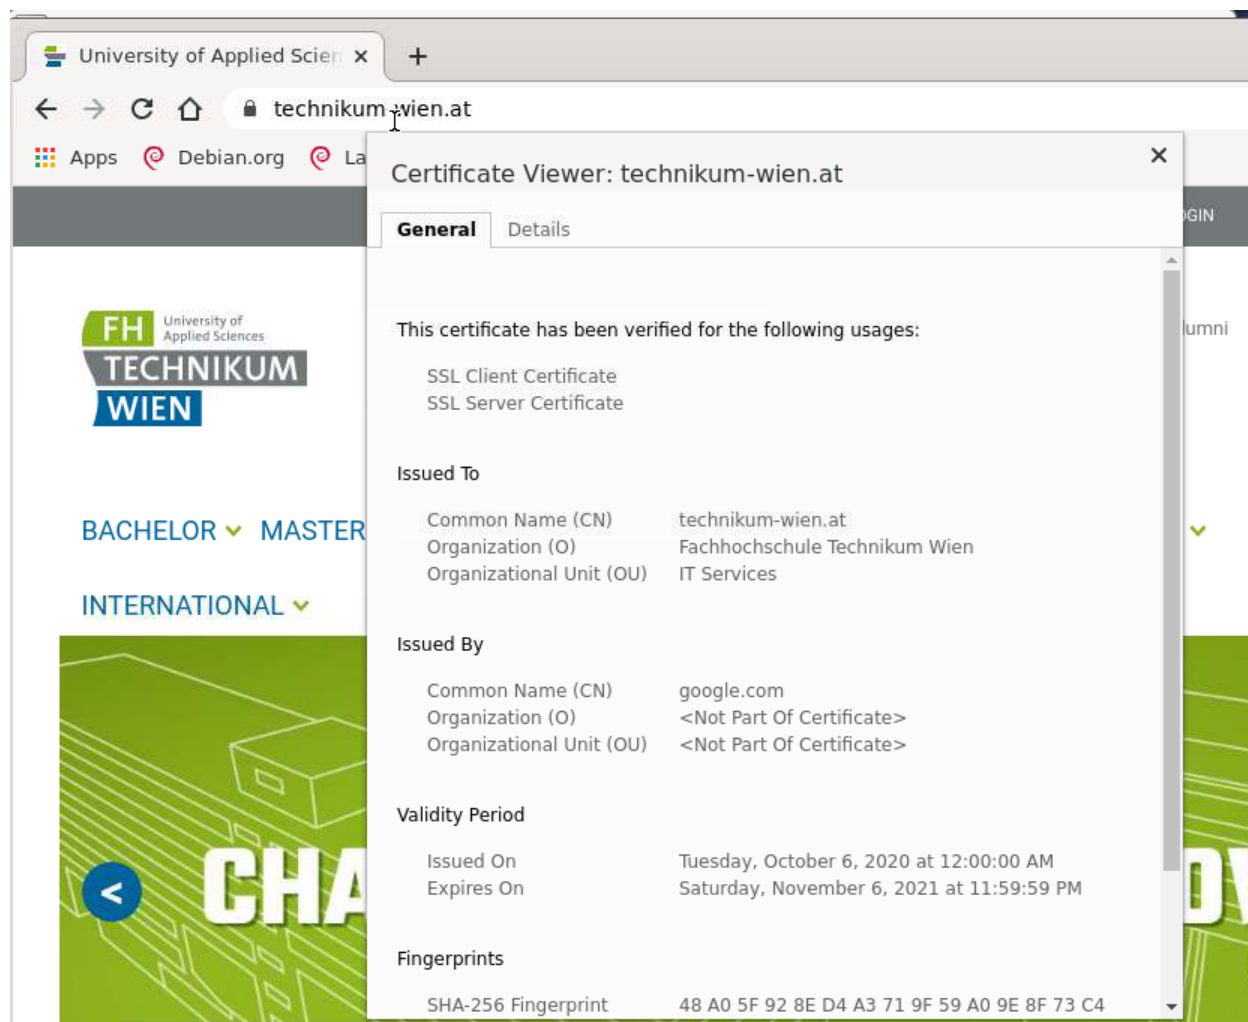 University of Applied Scien
technikum-wien.at
Apps Debian.org La
Certificate Viewer: technikum-wien.at
OGIN
General Details
This certificate has been verified for the following usages:
University of
Applied Sciences
FH
lumni
TECHNIKUM
WIEN
SSL Client Certificate
SSL Server Certificate
Issued To
Common Name (CN) technikum-wien.at
Organization (O) Fachhochschule Technikum Wien
Organizational Unit (OU) IT Services
BACHELOR MASTER
INTERNATIONAL
Issued By
Common Name (CN) google.com
Organization (O) <Not Part Of Certificate>
Organizational Unit (OU) <Not Part Of Certificate>
Validity Period
Issued On Tuesday, October 6, 2020 at 12:00:00 AM
Expires On Saturday, November 6, 2021 at 11:59:59 PM
CHA
Fingerprints
SHA-256 Fingerprint 48 A0 5F 92 8E D4 A3 71 9F 59 A0 9E 8F 73 C4